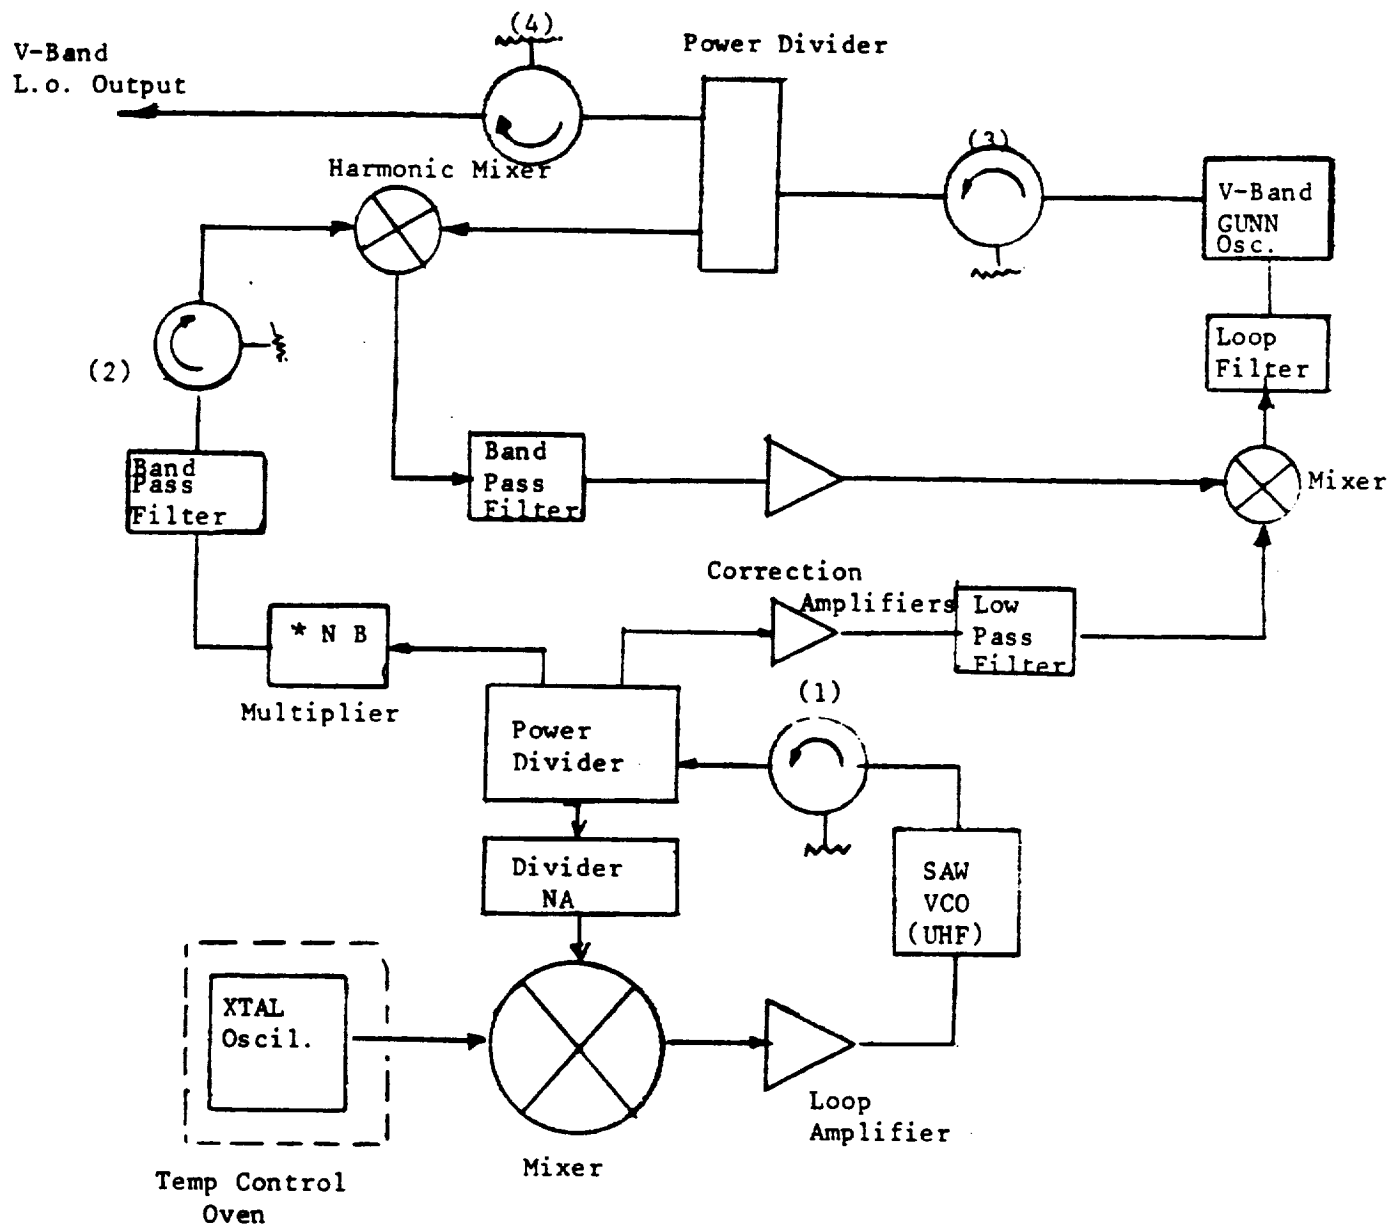 (4)
V-Band
L.o. Output
Power Divider
(3)
Harmonic Mixer
V-Band
GUNN
Osc.
(2)
Loop
Filter
Band
Pass
Filter
Band
Pass
Filter
Mixer
Correction
Amplifiers
Low
Pass
Filter
* N B
Multiplier
(1)
Power
Divider
Divider
NA
SAW
VCO
(UHF)
XTAL
Oscil.
Loop
Amplifier
Mixer
Temp Control
Oven